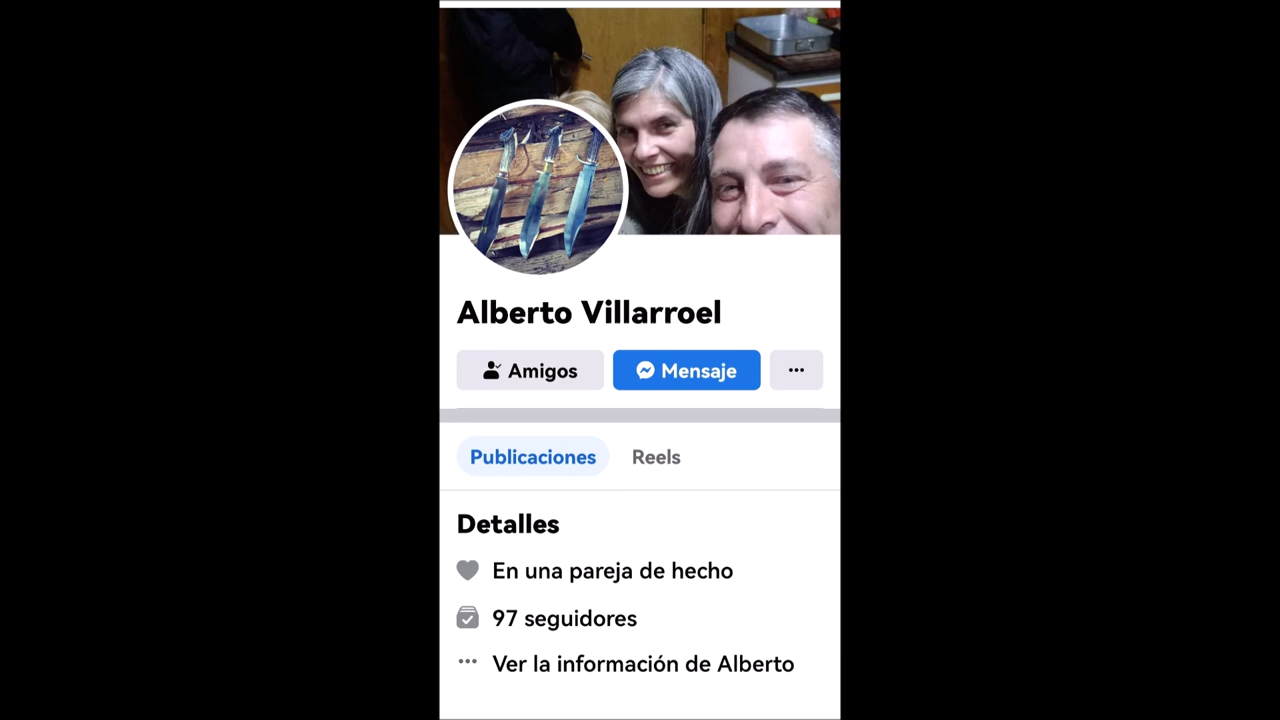 Alberto Villarroel
Amigos
Mensaje
Publicaciones
Reels
Detalles
En una pareja de hecho
97 seguidores
Ver la información de Alberto